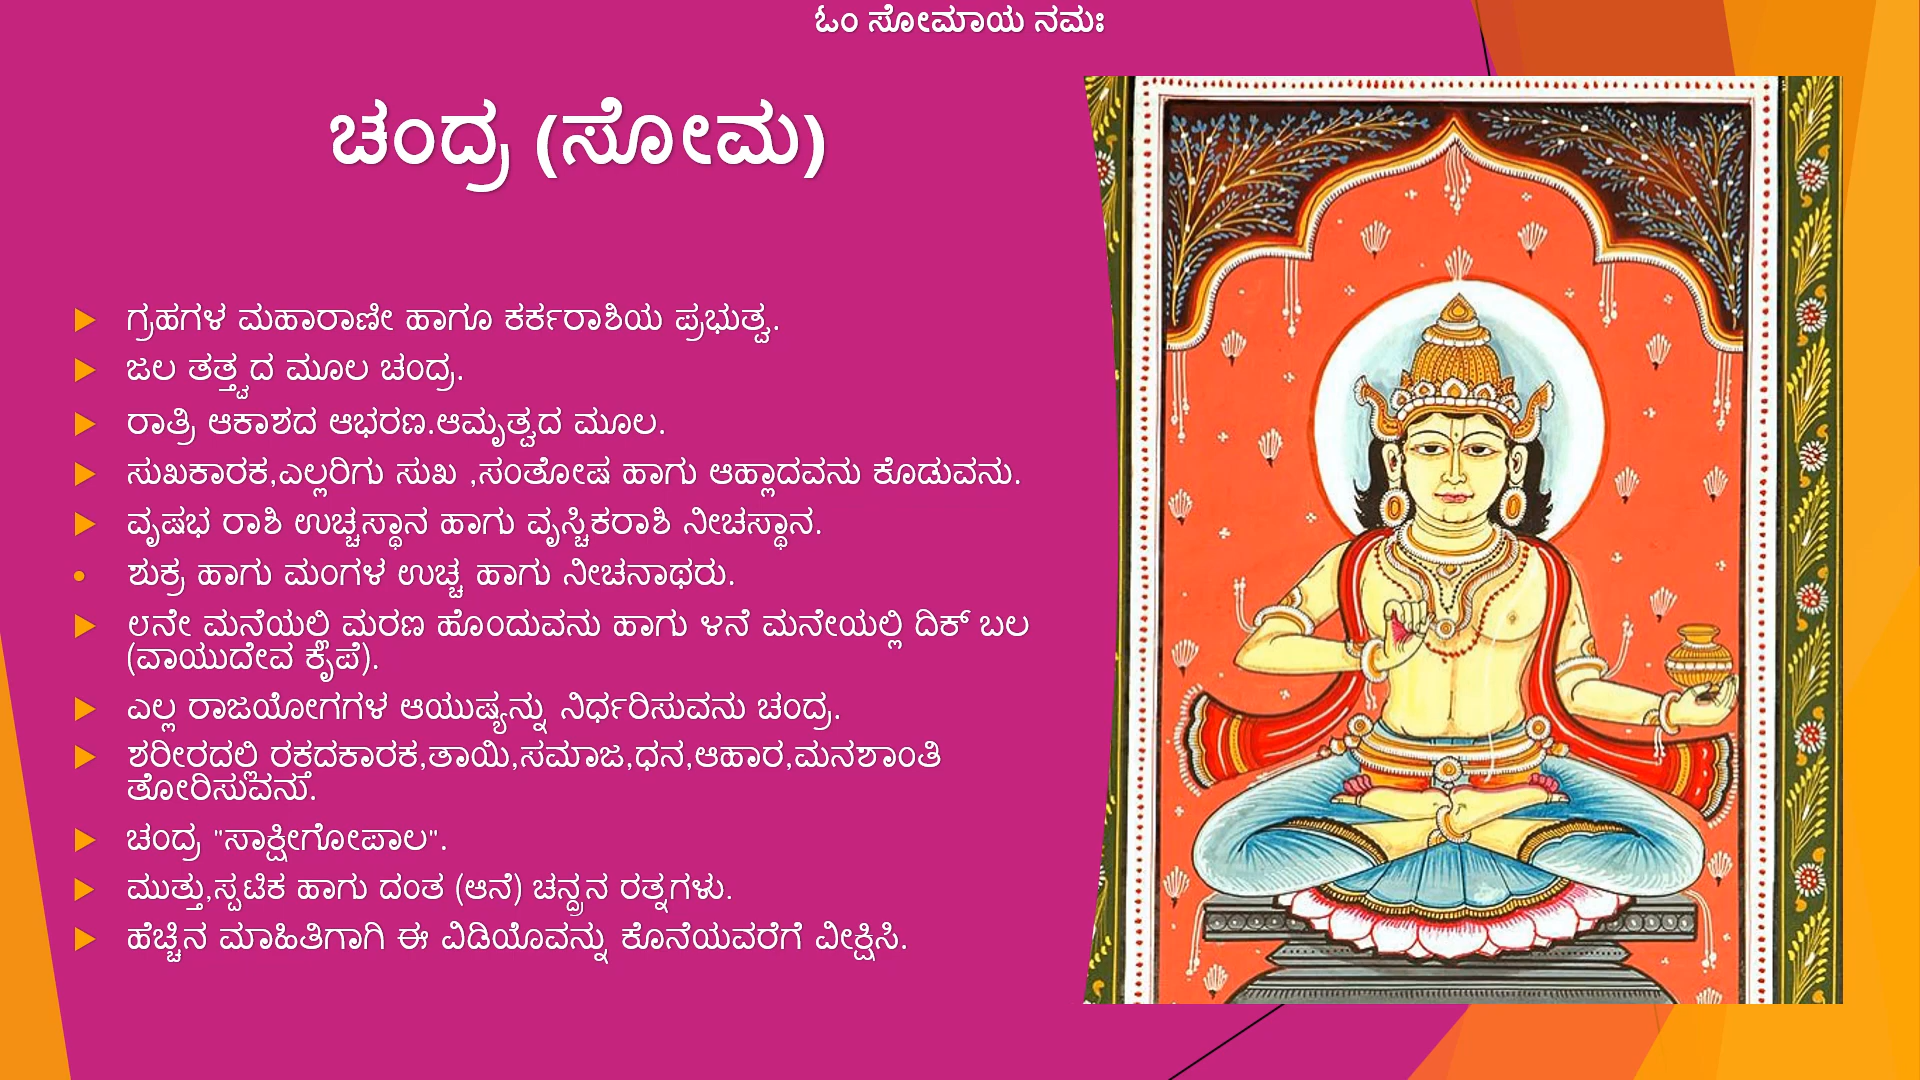 ಓಂ ಸೋಮಾಯ ನಮಃ
ಚಂದ್ರ (ಸೋಮ)
ಗ್ರಹಗಳ ಮಹಾರಾಣೀ ಹಾಗೂ ಕರ್ಕರಾಶಿಯ ಪ್ರಭುತ್ವ.
ಜಲ ತತ್ತ್ವದ ಮೂಲ ಚಂದ್ರ.
ರಾತ್ರಿ ಆಕಾಶದ ಆಭರಣ.ಆಮೃತ್ವದ ಮೂಲ.
ಸುಖಕಾರಕ,ಎಲ್ಲರಿಗು ಸುಖ ,ಸಂತೋಷ ಹಾಗು ಆಹ್ಲಾದವನು ಕೊಡುವನು.
ವೃಷಭ ರಾಶಿ ಉಚ್ಚಸ್ಥಾನ ಹಾಗು ವೃಸ್ಚಿಕರಾಶಿ ನೀಚಸ್ಥಾನ.
ಶುಕ್ರ ಹಾಗು ಮಂಗಳ ಉಚ್ಚ ಹಾಗು ನೀಚನಾಥರು.
೮ನೇ ಮನೆಯಲ್ಲಿ ಮರಣ ಹೊಂದುವನು ಹಾಗು ೪ನೆ ಮನೇಯಲ್ಲಿ ದಿಕ್ ಬಲ
(ವಾಯುದೇವ ಕೃಪೆ).
ಎಲ್ಲ ರಾಜಯೋಗಗಳ ಆಯುಷ್ಯನ್ನು ನಿರ್ಧರಿಸುವನು ಚಂದ್ರ.
ಶರೀರದಲ್ಲಿ ರಕ್ತದಕಾರಕ,ತಾಯಿ,ಸಮಾಜ,ಧನ,ಆಹಾರ,ಮನಶಾಂತಿ
ತೋರಿಸುವನು.
ಚಂದ್ರ "ಸಾಕ್ಷೀಗೋಪಾಲ".
ಮುತ್ತು,ಸ್ಪಟಿಕ ಹಾಗು ದಂತ (ಆನೆ) ಚನ್ದ್ರನ ರತ್ನಗಳು.
ಹೆಚ್ಚಿನ ಮಾಹಿತಿಗಾಗಿ ಈ ವಿಡಿಯೊವನ್ನು ಕೊನೆಯವರೆಗೆ ವೀಕ್ಷಿಸಿ.